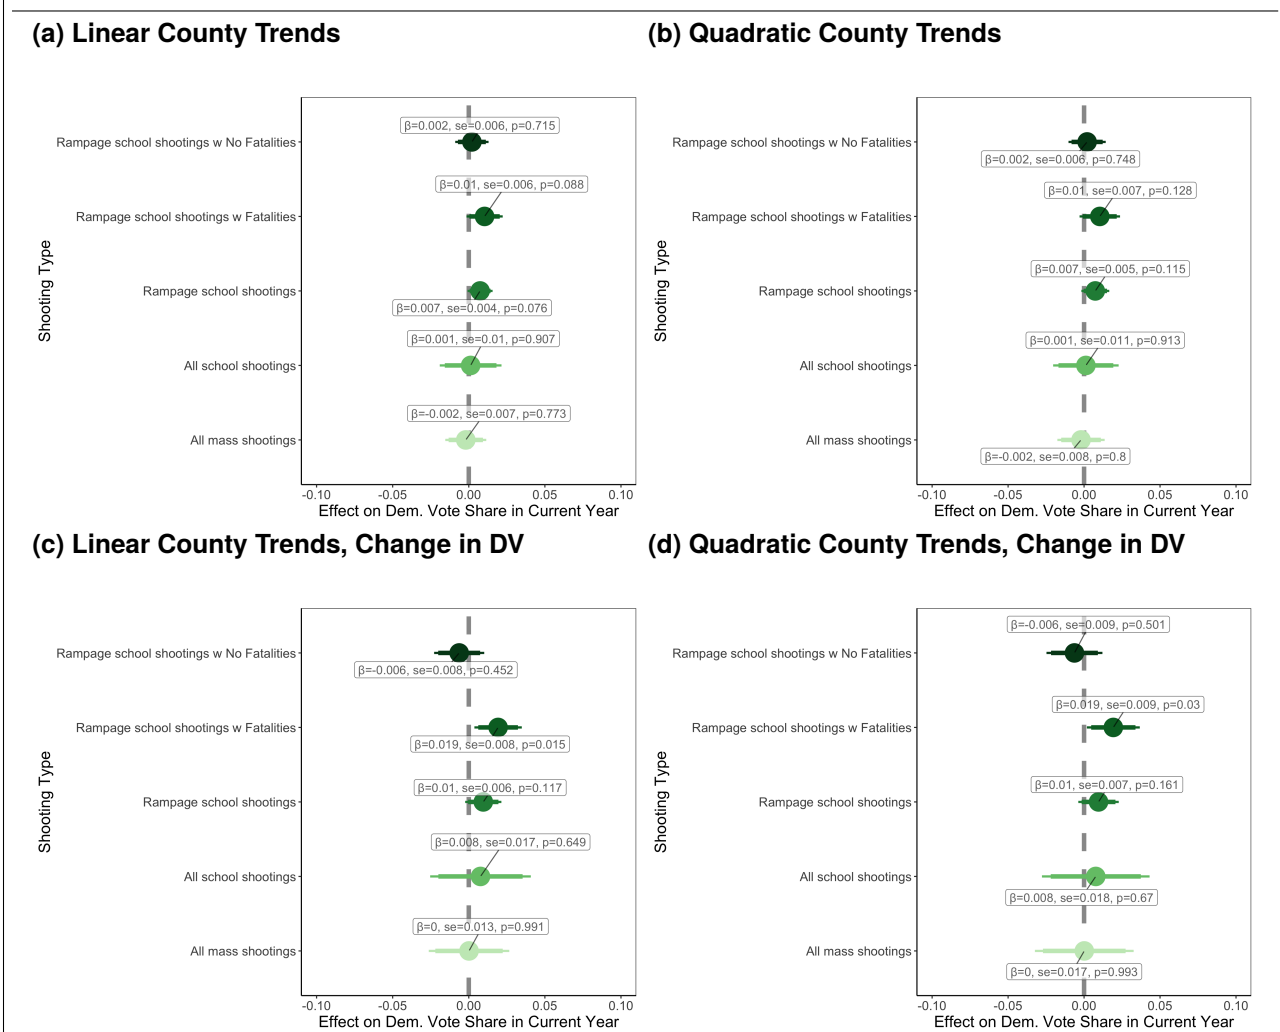 (a) Linear County Trends
Shooting Type
Rampage school shootings w No Fatalities
β=0.002, se=0.006, p=0.715
Rampage school shootings w Fatalities
β=0.01, se=0.006, p=0.088
Rampage school shootings
β=0.007, se=0.004, p=0.076
All school shootings
β=0.001, se=0.01, p=0.907
All mass shootings
β=-0.002, se=0.007, p=0.773
-0.10 -0.05 0.00 0.05 0.10
Effect on Dem. Vote Share in Current Year
(b) Quadratic County Trends
Shooting Type
Rampage school shootings w No Fatalities
β=0.002, se=0.006, p=0.748
Rampage school shootings w Fatalities
β=0.01, se=0.007, p=0.128
Rampage school shootings
β=0.007, se=0.005, p=0.115
All school shootings
β=0.001, se=0.011, p=0.913
All mass shootings
β=-0.002, se=0.008, p=0.8
-0.10 -0.05 0.00 0.05 0.10
Effect on Dem. Vote Share in Current Year
(c) Linear County Trends, Change in DV
Shooting Type
Rampage school shootings w No Fatalities
β=-0.006, se=0.008, p=0.452
Rampage school shootings w Fatalities
β=0.019, se=0.008, p=0.015
Rampage school shootings
β=0.01, se=0.006, p=0.117
All school shootings
β=0.008, se=0.017, p=0.649
All mass shootings
β=0, se=0.013, p=0.991
-0.10 -0.05 0.00 0.05 0.10
Effect on Dem. Vote Share in Current Year
(d) Quadratic County Trends, Change in DV
Shooting Type
Rampage school shootings w No Fatalities
β=-0.006, se=0.009, p=0.501
Rampage school shootings w Fatalities
β=0.019, se=0.009, p=0.03
Rampage school shootings
β=0.01, se=0.007, p=0.161
All school shootings
β=0.008, se=0.018, p=0.67
All mass shootings
β=0, se=0.017, p=0.993
-0.10 -0.05 0.00 0.05 0.10
Effect on Dem. Vote Share in Current Year